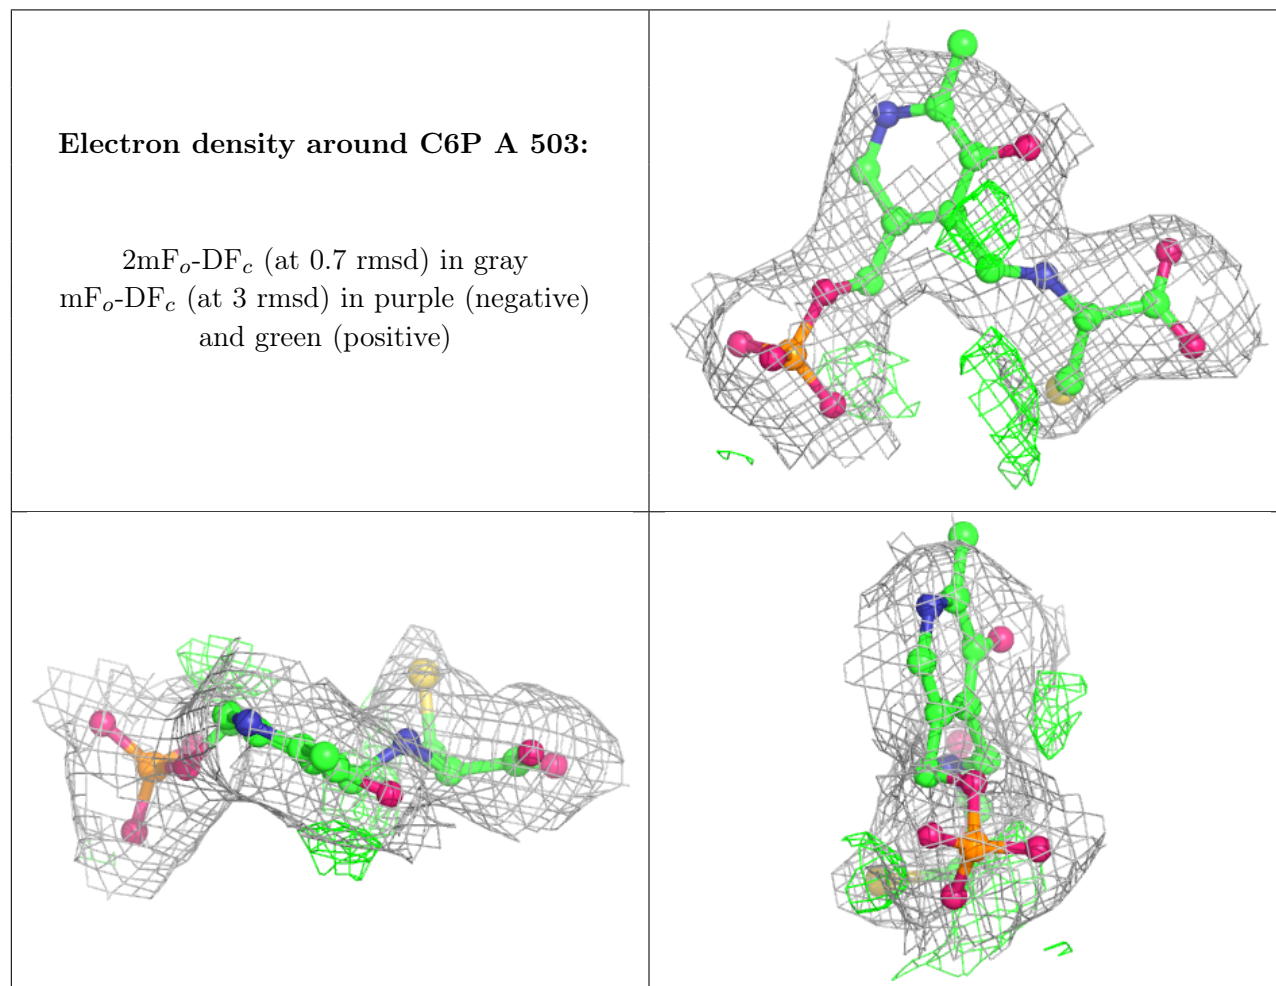 Electron density around C6P A 503:
2mFₒ-DF𝒸 (at 0.7 rmsd) in gray
mFₒ-DF𝒸 (at 3 rmsd) in purple (negative)
and green (positive)